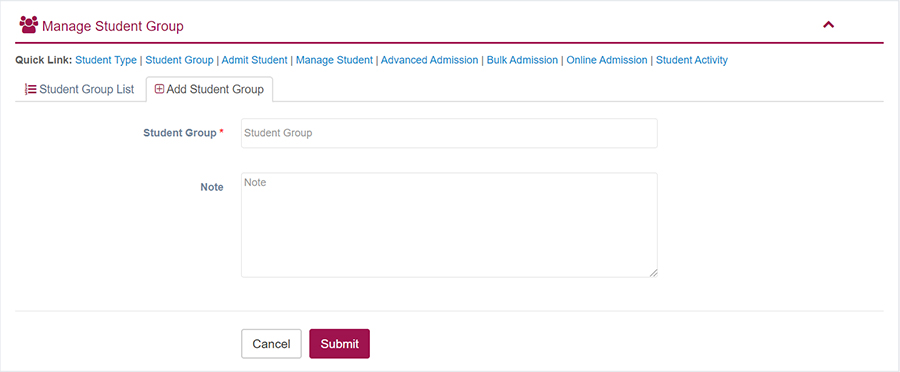 Manage Student Group
Quick Link: Student Type | Student Group | Admit Student | Manage Student | Advanced Admission | Bulk Admission | Online Admission | Student Activity
Student Group List Add Student Group
Student Group * Student Group
Note Note
Cancel Submit